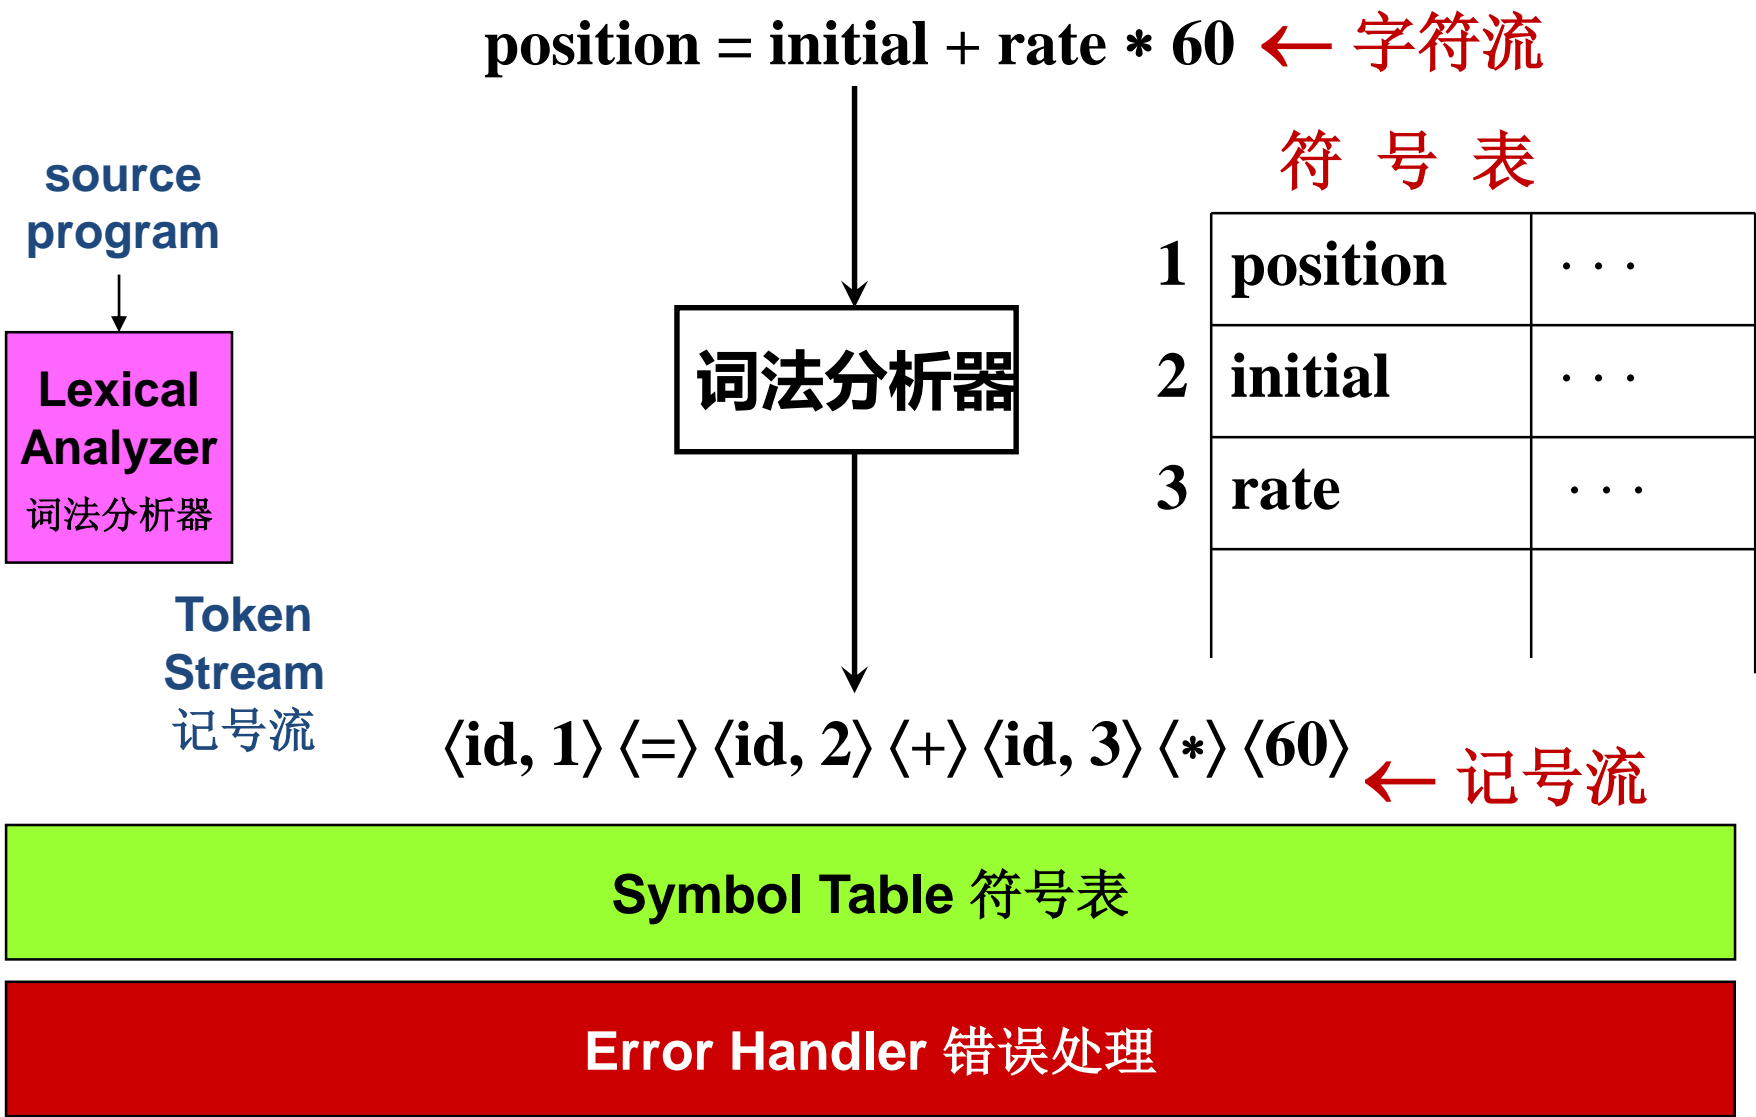 position = initial + rate * 60 ← 字符流
符 号 表
source
program
1 position · · ·
2 initial · · ·
3 rate · · ·
词法分析器
Lexical
Analyzer
词法分析器
Token
Stream
记号流
⟨id, 1⟩ ⟨=⟩ ⟨id, 2⟩ ⟨+⟩ ⟨id, 3⟩ ⟨*⟩ ⟨60⟩ ← 记号流
Symbol Table 符号表
Error Handler 错误处理